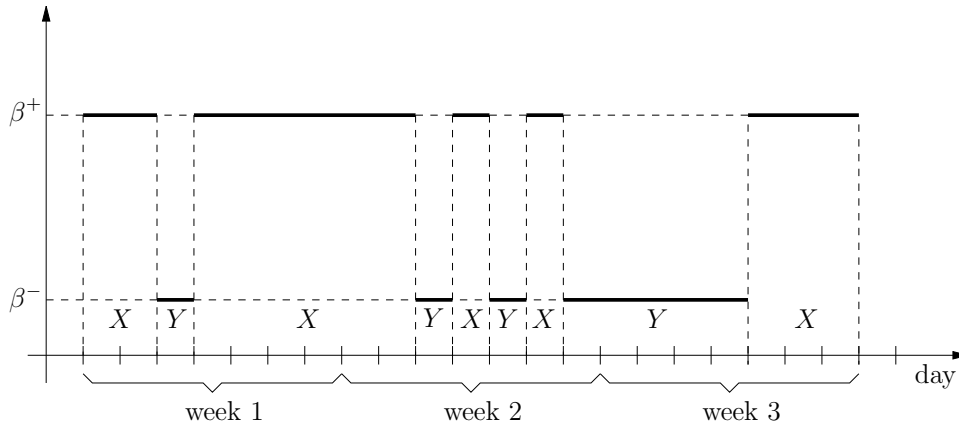 β⁺
β⁻
X Y X Y X Y X Y X
day
week 1 week 2 week 3